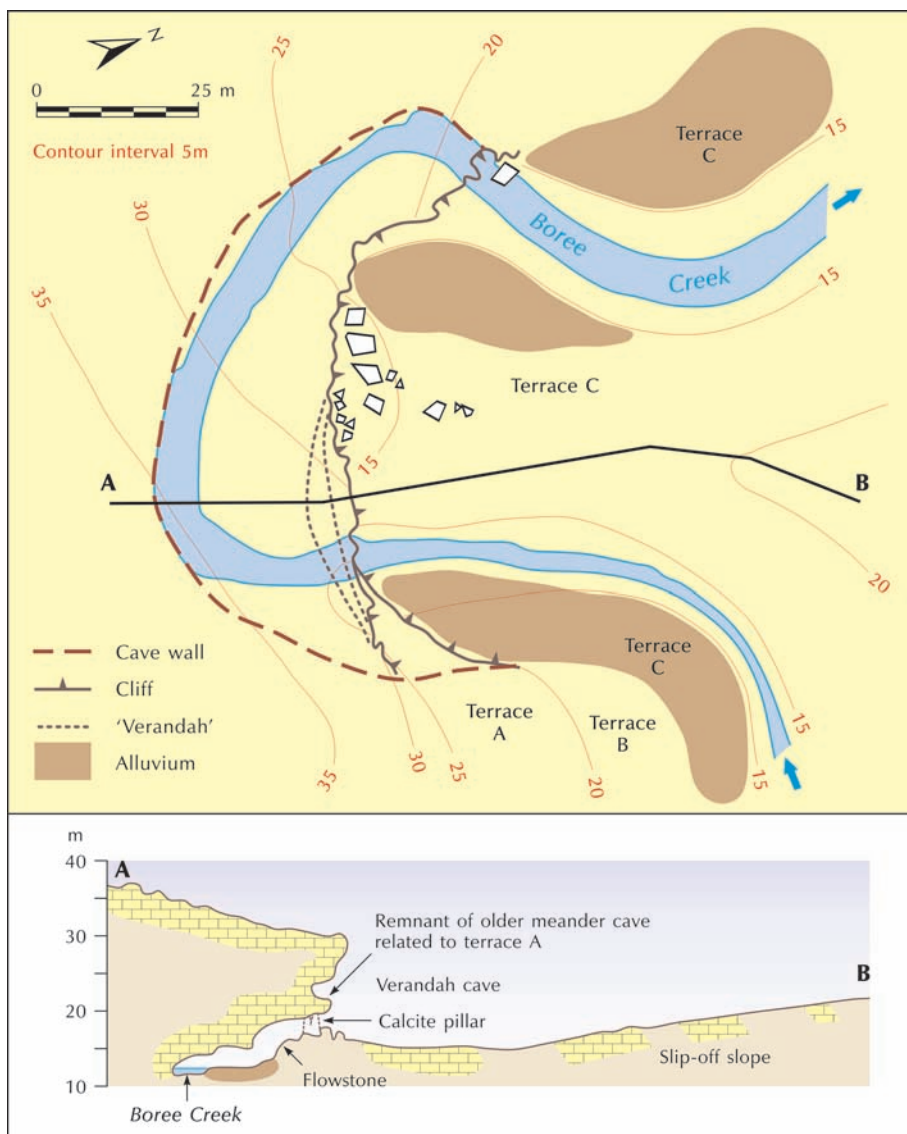 N
0 25 m
Contour interval 5m
25
20
15
30
35
Terrace
C
Boree
Creek
15
Terrace C
15
A
B
20
Terrace
C
Terrace
A
Terrace
B
15
15
35
30
25
20
Cave wall
Cliff
'Verandah'
Alluvium
m
40
30
20
10
A
B
Remnant of older meander cave
related to terrace A
Verandah cave
Calcite pillar
Flowstone
Slip-off slope
Boree Creek